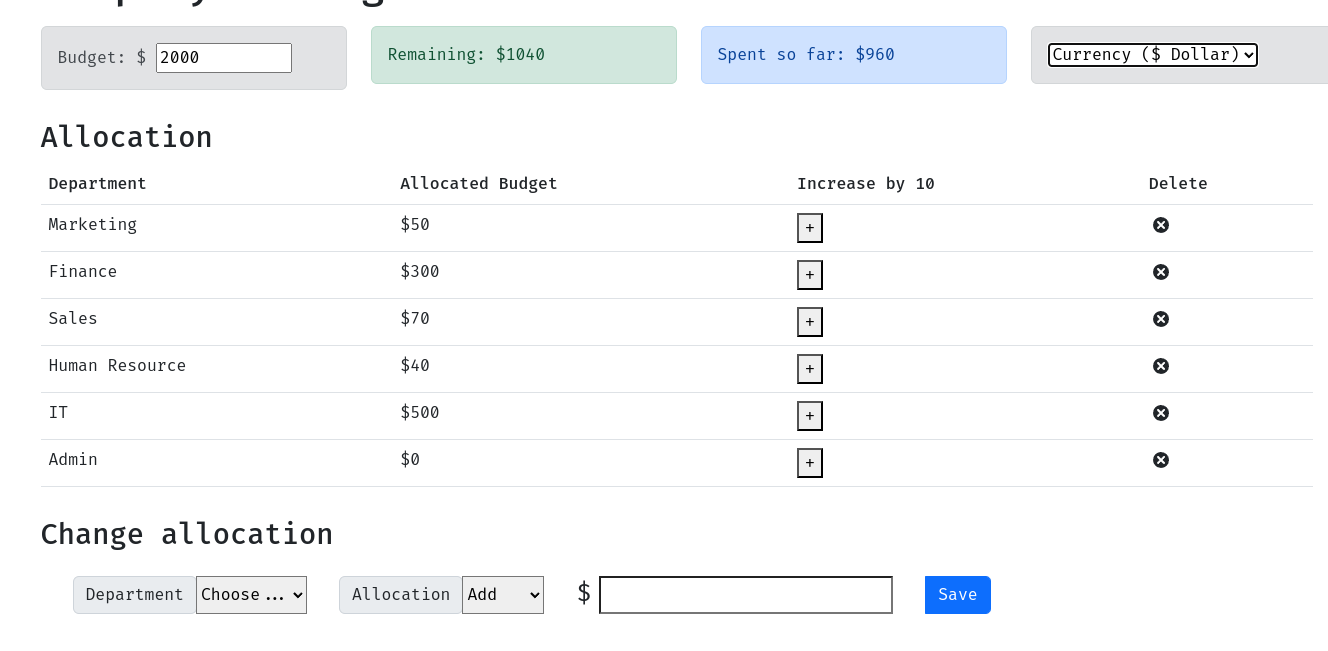 Budget: $ 2000 Remaining: $1040 Spent so far: $960 Currency ($ Dollar)
Allocation
Department Allocated Budget Increase by 10 Delete
Marketing $50 +
Finance $300 +
Sales $70 +
Human Resource $40 +
IT $500 +
Admin $0 +
Change allocation
Department Choose... Allocation Add $ Save